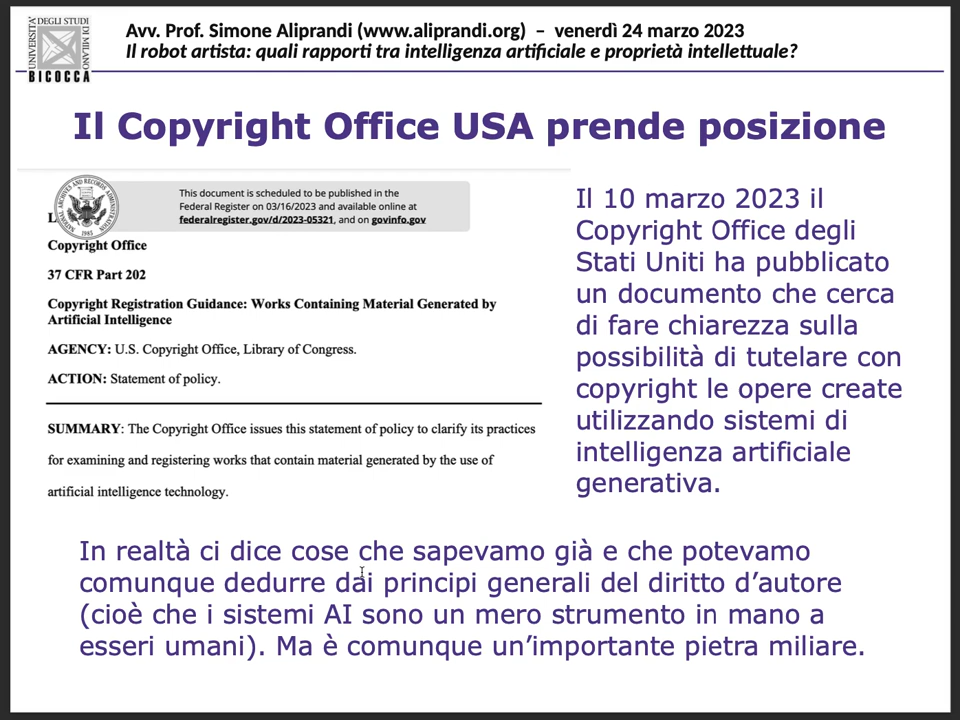 UNIVERSITA' DEGLI STUDI DI MILANO
BICOCCA
Avv. Prof. Simone Aliprandi (www.aliprandi.org) – venerdì 24 marzo 2023
Il robot artista: quali rapporti tra intelligenza artificiale e proprietà intellettuale?
Il Copyright Office USA prende posizione
NATIONAL ARCHIVES AND RECORDS ADMINISTRATION
1985
This document is scheduled to be published in the
Federal Register on 03/16/2023 and available online at
federalregister.gov/d/2023-05321, and on govinfo.gov
L
Copyright Office
37 CFR Part 202
Copyright Registration Guidance: Works Containing Material Generated by
Artificial Intelligence
AGENCY: U.S. Copyright Office, Library of Congress.
ACTION: Statement of policy.
SUMMARY: The Copyright Office issues this statement of policy to clarify its practices
for examining and registering works that contain material generated by the use of
artificial intelligence technology.
Il 10 marzo 2023 il
Copyright Office degli
Stati Uniti ha pubblicato
un documento che cerca
di fare chiarezza sulla
possibilità di tutelare con
copyright le opere create
utilizzando sistemi di
intelligenza artificiale
generativa.
In realtà ci dice cose che sapevamo già e che potevamo
comunque dedurre dai principi generali del diritto d’autore
(cioè che i sistemi AI sono un mero strumento in mano a
esseri umani). Ma è comunque un’importante pietra miliare.